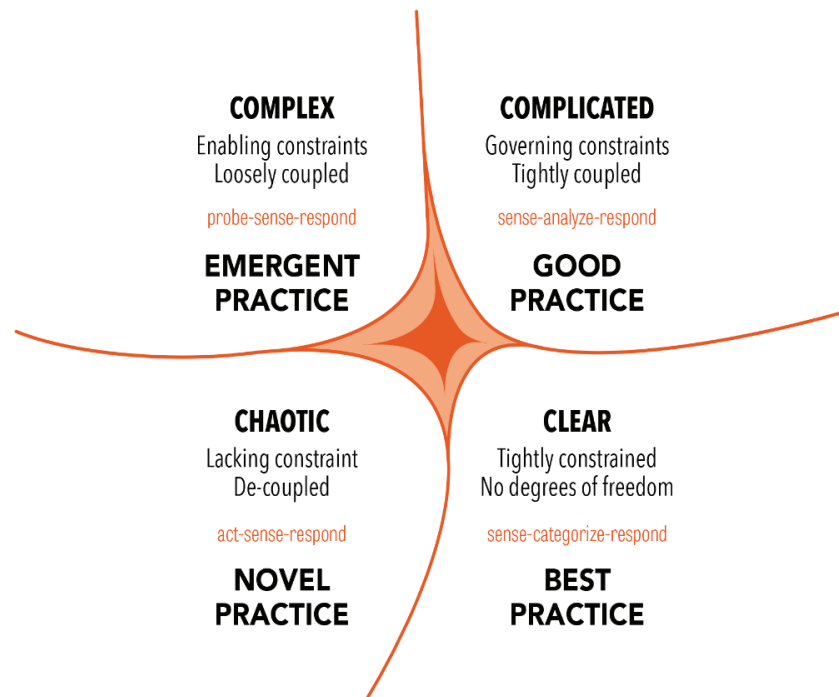 COMPLEX
Enabling constraints
Loosely coupled
probe-sense-respond
EMERGENT
PRACTICE
COMPLICATED
Governing constraints
Tightly coupled
sense-analyze-respond
GOOD
PRACTICE
CHAOTIC
Lacking constraint
De-coupled
act-sense-respond
NOVEL
PRACTICE
CLEAR
Tightly constrained
No degrees of freedom
sense-categorize-respond
BEST
PRACTICE